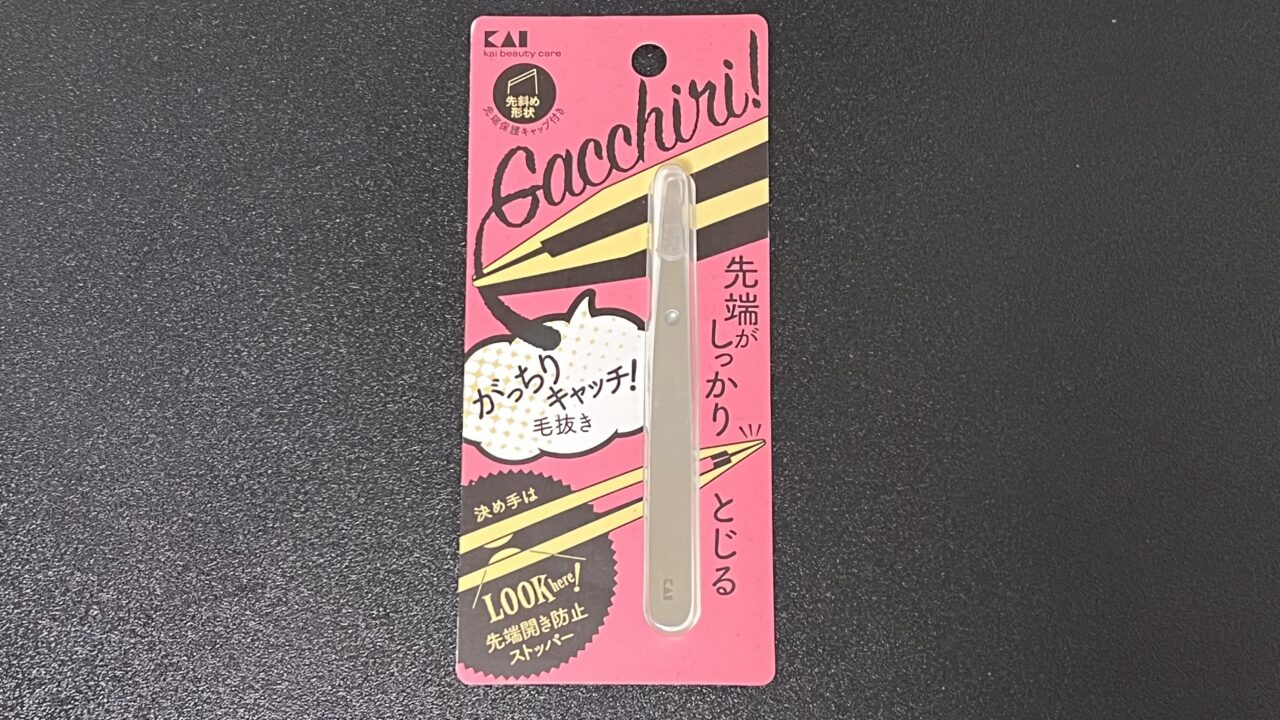 KAI
kai beauty care
先斜め
形状
先端保護キャップ付き
Gacchiri!
先端が
しっかり
とじる
がっちり
キャッチ!
毛抜き
決め手は
LOOK here!
先端開き防止
ストッパー
KAI